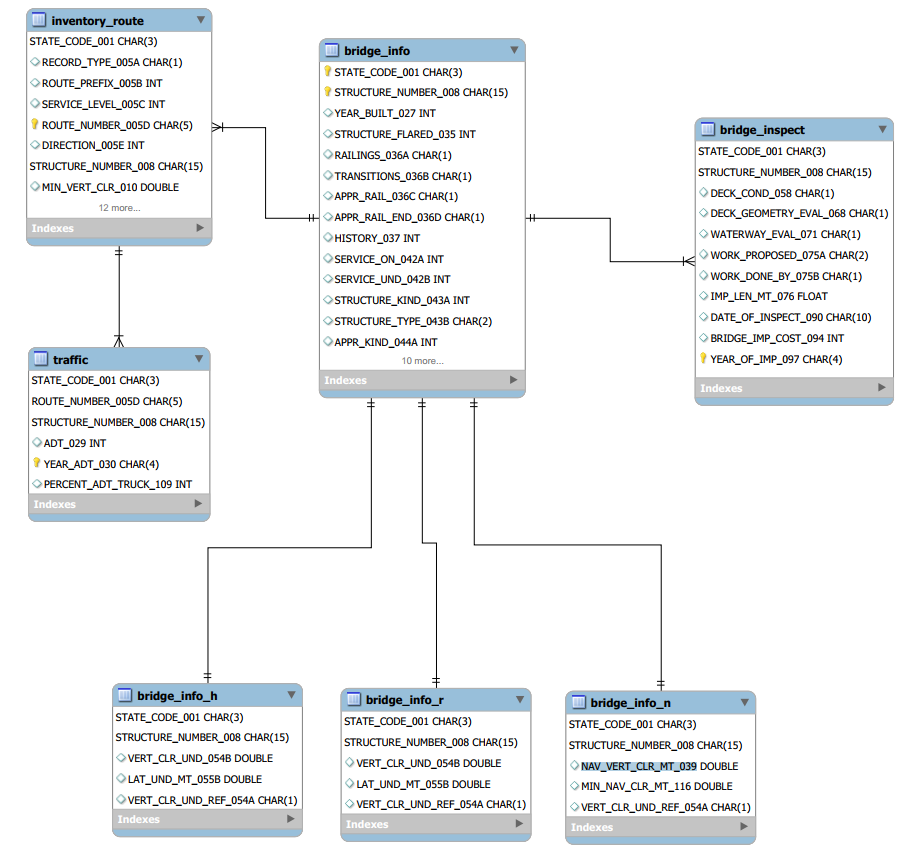 inventory_route
STATE_CODE_001 CHAR(3)
RECORD_TYPE_005A CHAR(1)
ROUTE_PREFIX_005B INT
SERVICE_LEVEL_005C INT
ROUTE_NUMBER_005D CHAR(5)
DIRECTION_005E INT
STRUCTURE_NUMBER_008 CHAR(15)
MIN_VERT_CLR_010 DOUBLE
12 more...
Indexes
bridge_info
STATE_CODE_001 CHAR(3)
STRUCTURE_NUMBER_008 CHAR(15)
YEAR_BUILT_027 INT
STRUCTURE_FLARED_035 INT
RAILINGS_036A CHAR(1)
TRANSITIONS_036B CHAR(1)
APPR_RAIL_036C CHAR(1)
APPR_RAIL_END_036D CHAR(1)
HISTORY_037 INT
SERVICE_ON_042A INT
SERVICE_UND_042B INT
STRUCTURE_KIND_043A INT
STRUCTURE_TYPE_043B CHAR(2)
APPR_KIND_044A INT
10 more...
Indexes
bridge_inspect
STATE_CODE_001 CHAR(3)
STRUCTURE_NUMBER_008 CHAR(15)
DECK_COND_058 CHAR(1)
DECK_GEOMETRY_EVAL_068 CHAR(1)
WATERWAY_EVAL_071 CHAR(1)
WORK_PROPOSED_075A CHAR(2)
WORK_DONE_BY_075B CHAR(1)
IMP_LEN_MT_076 FLOAT
DATE_OF_INSPECT_090 CHAR(10)
BRIDGE_IMP_COST_094 INT
YEAR_OF_IMP_097 CHAR(4)
Indexes
traffic
STATE_CODE_001 CHAR(3)
ROUTE_NUMBER_005D CHAR(5)
STRUCTURE_NUMBER_008 CHAR(15)
ADT_029 INT
YEAR_ADT_030 CHAR(4)
PERCENT_ADT_TRUCK_109 INT
Indexes
bridge_info_h
STATE_CODE_001 CHAR(3)
STRUCTURE_NUMBER_008 CHAR(15)
VERT_CLR_UND_054B DOUBLE
LAT_UND_MT_055B DOUBLE
VERT_CLR_UND_REF_054A CHAR(1)
Indexes
bridge_info_r
STATE_CODE_001 CHAR(3)
STRUCTURE_NUMBER_008 CHAR(15)
VERT_CLR_UND_054B DOUBLE
LAT_UND_MT_055B DOUBLE
VERT_CLR_UND_REF_054A CHAR(1)
Indexes
bridge_info_n
STATE_CODE_001 CHAR(3)
STRUCTURE_NUMBER_008 CHAR(15)
NAV_VERT_CLR_MT_039 DOUBLE
MIN_NAV_CLR_MT_116 DOUBLE
VERT_CLR_UND_REF_054A CHAR(1)
Indexes